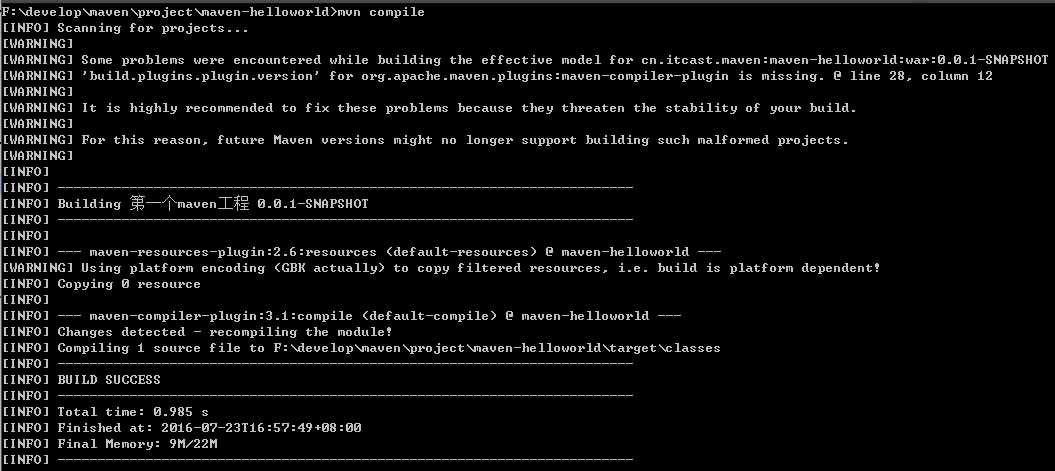 F:\develop\maven\project\maven-helloworld>mvn compile
[INFO] Scanning for projects...
[WARNING]
[WARNING] Some problems were encountered while building the effective model for cn.itcast.maven:maven-helloworld:war:0.0.1-SNAPSHOT
[WARNING] 'build.plugins.plugin.version' for org.apache.maven.plugins:maven-compiler-plugin is missing. @ line 28, column 12
[WARNING]
[WARNING] It is highly recommended to fix these problems because they threaten the stability of your build.
[WARNING]
[WARNING] For this reason, future Maven versions might no longer support building such malformed projects.
[WARNING]
[INFO]
[INFO] ------------------------------------------------------------------------
[INFO] Building 第一个maven工程 0.0.1-SNAPSHOT
[INFO] ------------------------------------------------------------------------
[INFO]
[INFO] --- maven-resources-plugin:2.6:resources (default-resources) @ maven-helloworld ---
[WARNING] Using platform encoding (GBK actually) to copy filtered resources, i.e. build is platform dependent!
[INFO] Copying 0 resource
[INFO]
[INFO] --- maven-compiler-plugin:3.1:compile (default-compile) @ maven-helloworld ---
[INFO] Changes detected - recompiling the module!
[INFO] Compiling 1 source file to F:\develop\maven\project\maven-helloworld\target\classes
[INFO] ------------------------------------------------------------------------
[INFO] BUILD SUCCESS
[INFO] ------------------------------------------------------------------------
[INFO] Total time: 0.985 s
[INFO] Finished at: 2016-07-23T16:57:49+08:00
[INFO] Final Memory: 9M/22M
[INFO] ------------------------------------------------------------------------